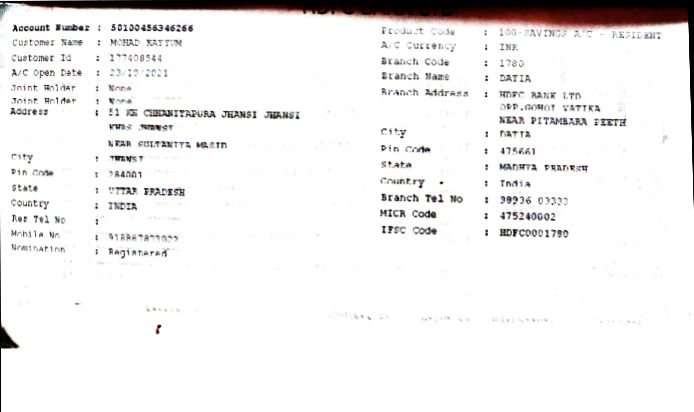 Account Number : 50100456346266
Customer Name : MOHAD KAYYUM
Customer Id : 177408544
A/C Open Date : 23/10/2021
Joint Holder : None
Joint Holder : None
Address : 51 KH CHHANIYAPURA JHANSI JHANSI
KHAS JHANSI
NEAR SULTANIYA MASID
City : JHANSI
Pin Code : 284001
State : UTTAR PRADESH
Country : INDIA
Res Tel No :
Mobile No :
Nomination : Registered
Product Code : 100-SAVINGS A/C - RESIDENT
A/C Currency : INR
Branch Code : 1780
Branch Name : DATIA
Branch Address : HDFC BANK LTD
OPP.GOHOI VATIKA
NEAR PITAMBARA PEETH
City : DATIA
Pin Code : 475661
State : MADHYA PRADESH
Country : India
Branch Tel No : 98936 03333
MICR Code : 475240002
IFSC Code : HDFC0001780